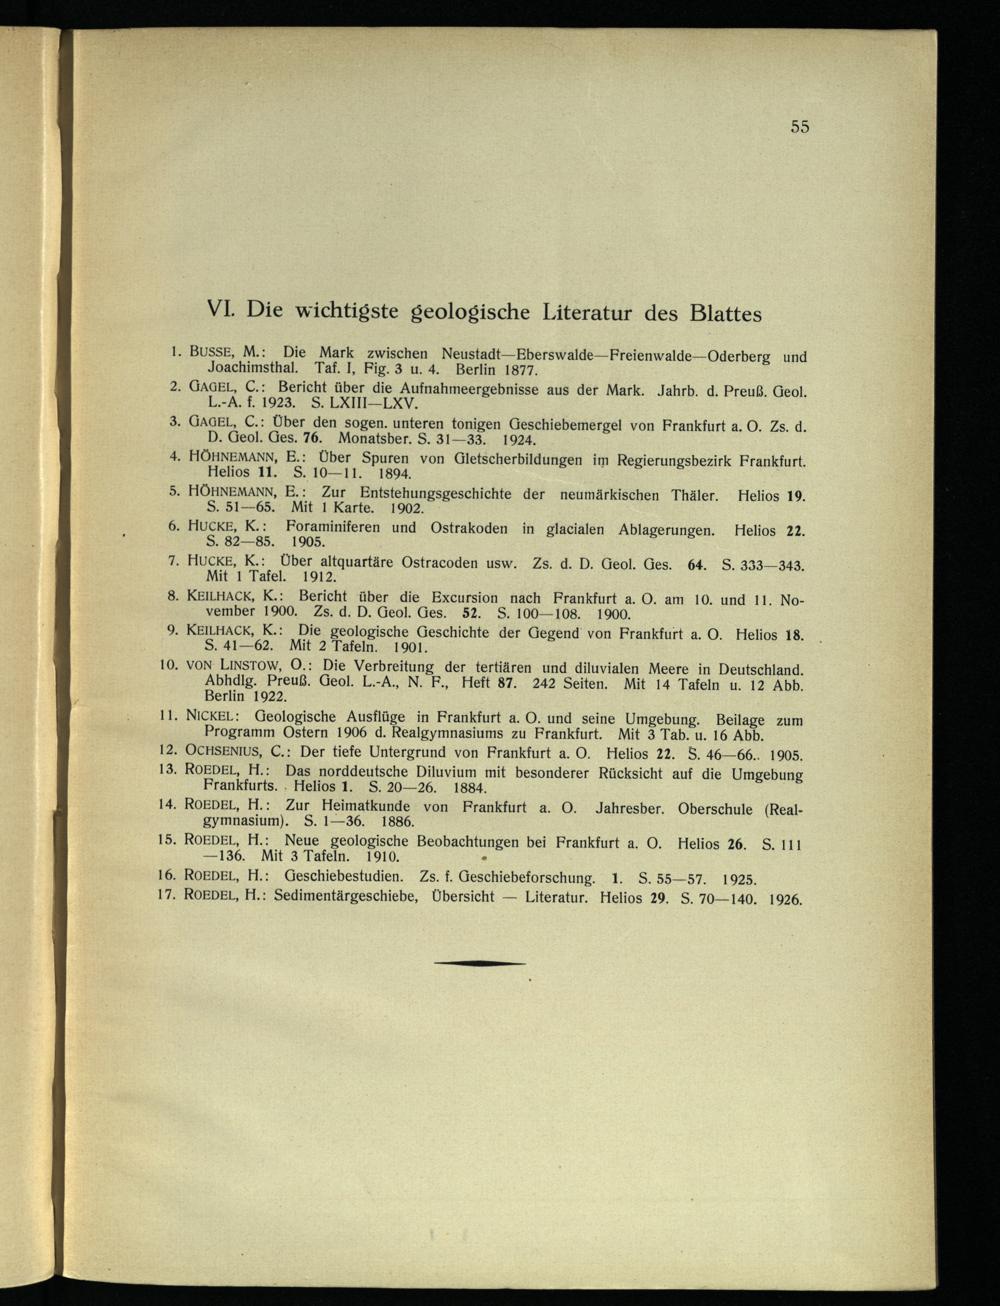 55
VI. Die wichtigste geologische Literatur des Blattes
1. BUSSE, M.: Die Mark zwischen Neustadt—Eberswalde—Freienwalde—Oderberg und
Joachimsthal. Taf. I, Fig. 3 u. 4. Berlin 1877.
2. GAGEL, C.: Bericht über die Aufnahmeergebnisse aus der Mark. Jahrb. d. Preuß. Geol.
L.-A. f. 1923. S. LXIII—LXV.
3. GAGEL, C.: Über den sogen. unteren tonigen Geschiebemergel von Frankfurt a. O. Zs. d.
D. Geol. Ges. 76. Monatsber. S. 31—33. 1924.
4. HÖHNEMANN, E.: Über Spuren von Gletscherbildungen im Regierungsbezirk Frankfurt.
Helios 11. S. 10—11. 1894.
5. HÖHNEMANN, E.: Zur Entstehungsgeschichte der neumärkischen Thäler. Helios 19.
S. 51—65. Mit 1 Karte. 1902.
6. HUCKE, K.: Foraminiferen und Ostrakoden in glacialen Ablagerungen. Helios 22.
S. 82—85. 1905.
7. HUCKE, K.: Über altquartäre Ostracoden usw. Zs. d. D. Geol. Ges. 64. S. 333—343.
Mit 1 Tafel. 1912.
8. KEILHACK, K.: Bericht über die Excursion nach Frankfurt a. O. am 10. und 11. No-
vember 1900. Zs. d. D. Geol. Ges. 52. S. 100—108. 1900.
9. KEILHACK, K.: Die geologische Geschichte der Gegend von Frankfurt a. O. Helios 18.
S. 41—62. Mit 2 Tafeln. 1901.
10. VON LINSTOW, O.: Die Verbreitung der tertiären und diluvialen Meere in Deutschland.
Abhdlg. Preuß. Geol. L.-A., N. F., Heft 87. 242 Seiten. Mit 14 Tafeln u. 12 Abb.
Berlin 1922.
11. NICKEL: Geologische Ausflüge in Frankfurt a. O. und seine Umgebung. Beilage zum
Programm Ostern 1906 d. Realgymnasiums zu Frankfurt. Mit 3 Tab. u. 16 Abb.
12. OCHSENIUS, C.: Der tiefe Untergrund von Frankfurt a. O. Helios 22. S. 46—66.. 1905.
13. ROEDEL, H.: Das norddeutsche Diluvium mit besonderer Rücksicht auf die Umgebung
Frankfurts. Helios 1. S. 20—26. 1884.
14. ROEDEL, H.: Zur Heimatkunde von Frankfurt a. O. Jahresber. Oberschule (Real-
gymnasium). S. 1—36. 1886.
15. ROEDEL, H.: Neue geologische Beobachtungen bei Frankfurt a. O. Helios 26. S. 111
—136. Mit 3 Tafeln. 1910.
16. ROEDEL, H.: Geschiebestudien. Zs. f. Geschiebeforschung. 1. S. 55—57. 1925.
17. ROEDEL, H.: Sedimentärgeschiebe, Übersicht — Literatur. Helios 29. S. 70—140. 1926.